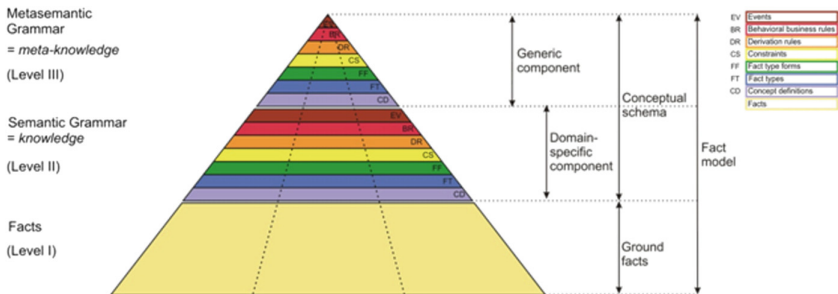 Metasemantic
Grammar
= meta-knowledge
(Level III)
Semantic Grammar
= knowledge
(Level II)
Facts
(Level I)
BR
DR
CS
FF
FT
CD
EV
BR
DR
CS
FF
FT
CD
Generic
component
Domain-
specific
component
Conceptual
schema
Ground
facts
Fact
model
EV Events
BR Behavioral business rules
DR Derivation rules
CS Constraints
FF Fact type forms
FT Fact types
CD Concept definitions
Facts